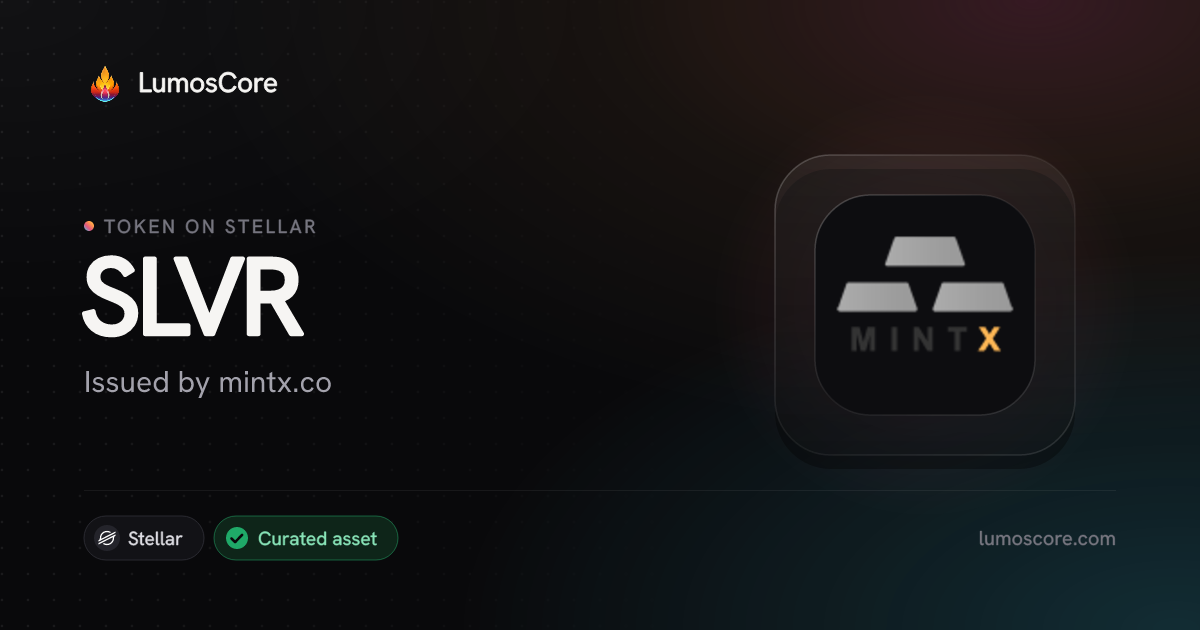 LumosCore
TOKEN ON STELLAR
SLVR
Issued by mintx.co
MINTX
Stellar
Curated asset
lumoscore.com